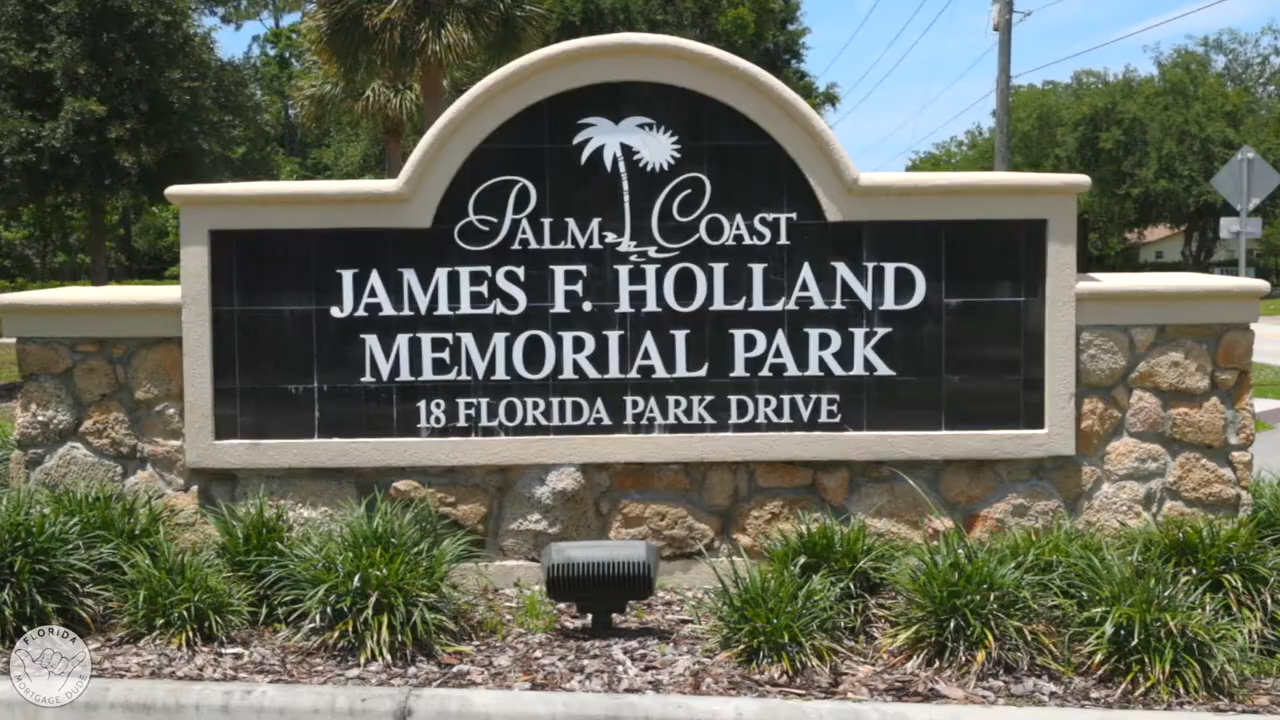 PALM COAST
JAMES F. HOLLAND
MEMORIAL PARK
18 FLORIDA PARK DRIVE
FLORIDA
MORTGAGE DUDE